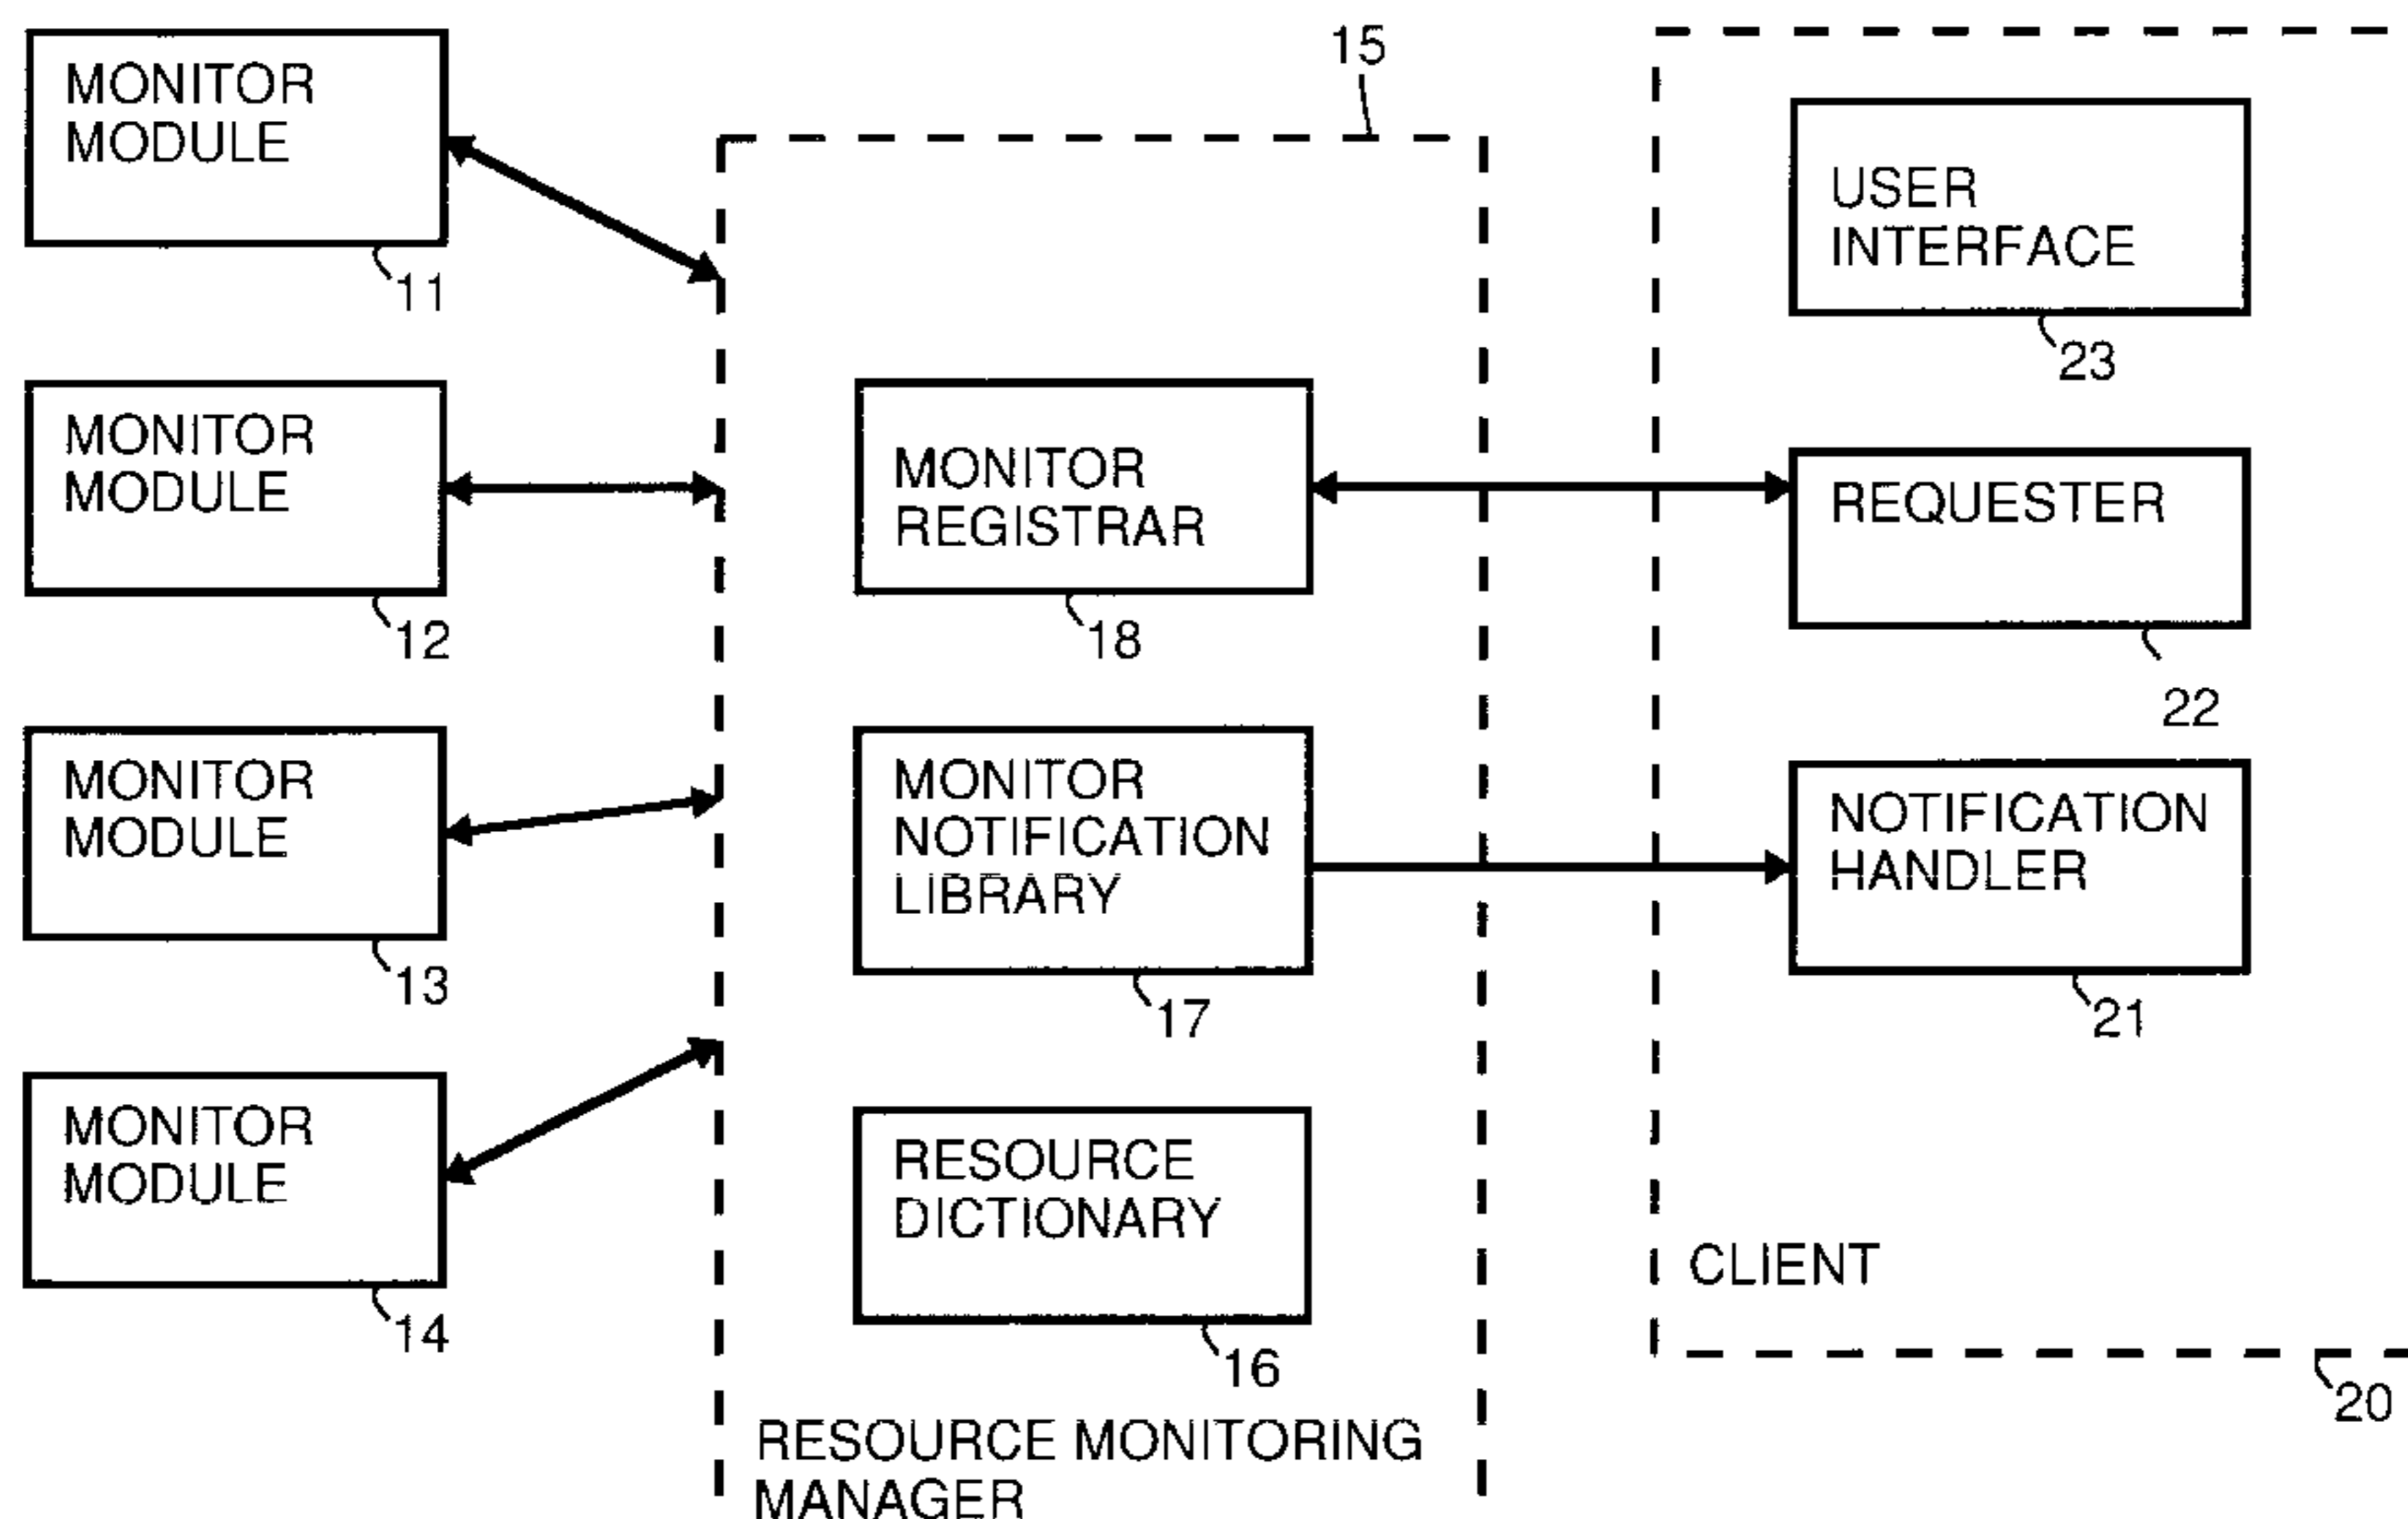 MONITOR
MODULE
11
MONITOR
MODULE
12
MONITOR
MODULE
13
MONITOR
MODULE
14
15
MONITOR
REGISTRAR
18
MONITOR
NOTIFICATION
LIBRARY
17
RESOURCE
DICTIONARY
16
RESOURCE MONITORING
MANAGER
USER
INTERFACE
23
REQUESTER
22
NOTIFICATION
HANDLER
21
CLIENT
20